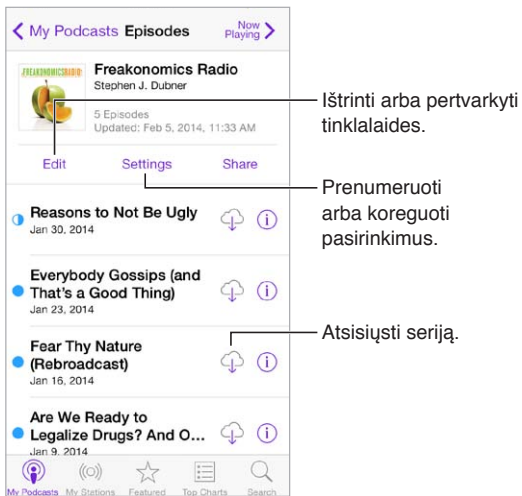 My Podcasts Episodes Now Playing
FREAKONOMICS RADIO
Freakonomics Radio
Stephen J. Dubner
5 Episodes
Updated: Feb 5, 2014, 11:33 AM
Edit Settings Share
Reasons to Not Be Ugly
Jan 30, 2014
Everybody Gossips (and
That's a Good Thing)
Jan 23, 2014
Fear Thy Nature
(Rebroadcast)
Jan 16, 2014
Are We Ready to
Legalize Drugs? And O...
Jan 9, 2014
My Podcasts My Stations Featured Top Charts Search
Ištrinti arba pertvarkyti
tinklalaides.
Prenumeruoti
arba koreguoti
pasirinkimus.
Atsisiųsti seriją.